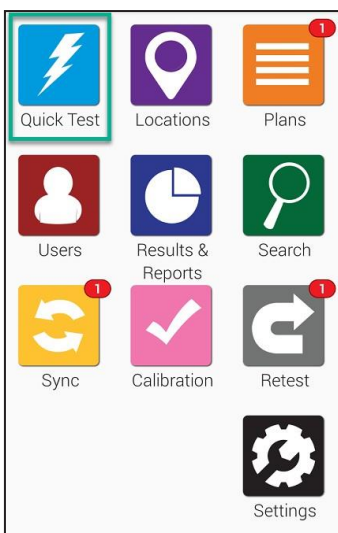 1
Quick Test Locations Plans
Users Results & Search
Reports
1 1
Sync Calibration Retest
Settings